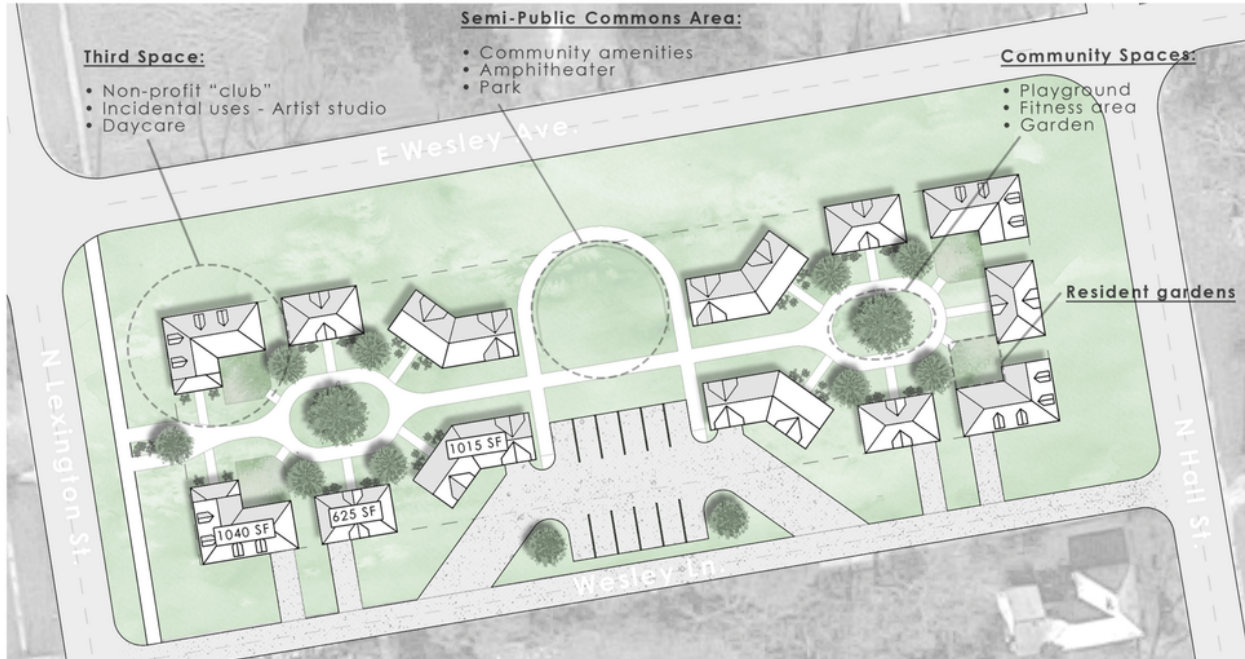 Semi-Public Commons Area:
• Community amenities
• Amphitheater
• Park
Third Space:
• Non-profit “club”
• Incidental uses - Artist studio
• Daycare
Community Spaces:
• Playground
• Fitness area
• Garden
E Wesley Ave.
Resident gardens
N Lexington St.
N Hall St.
1015 SF
625 SF
1040 SF
Wesley Ln.